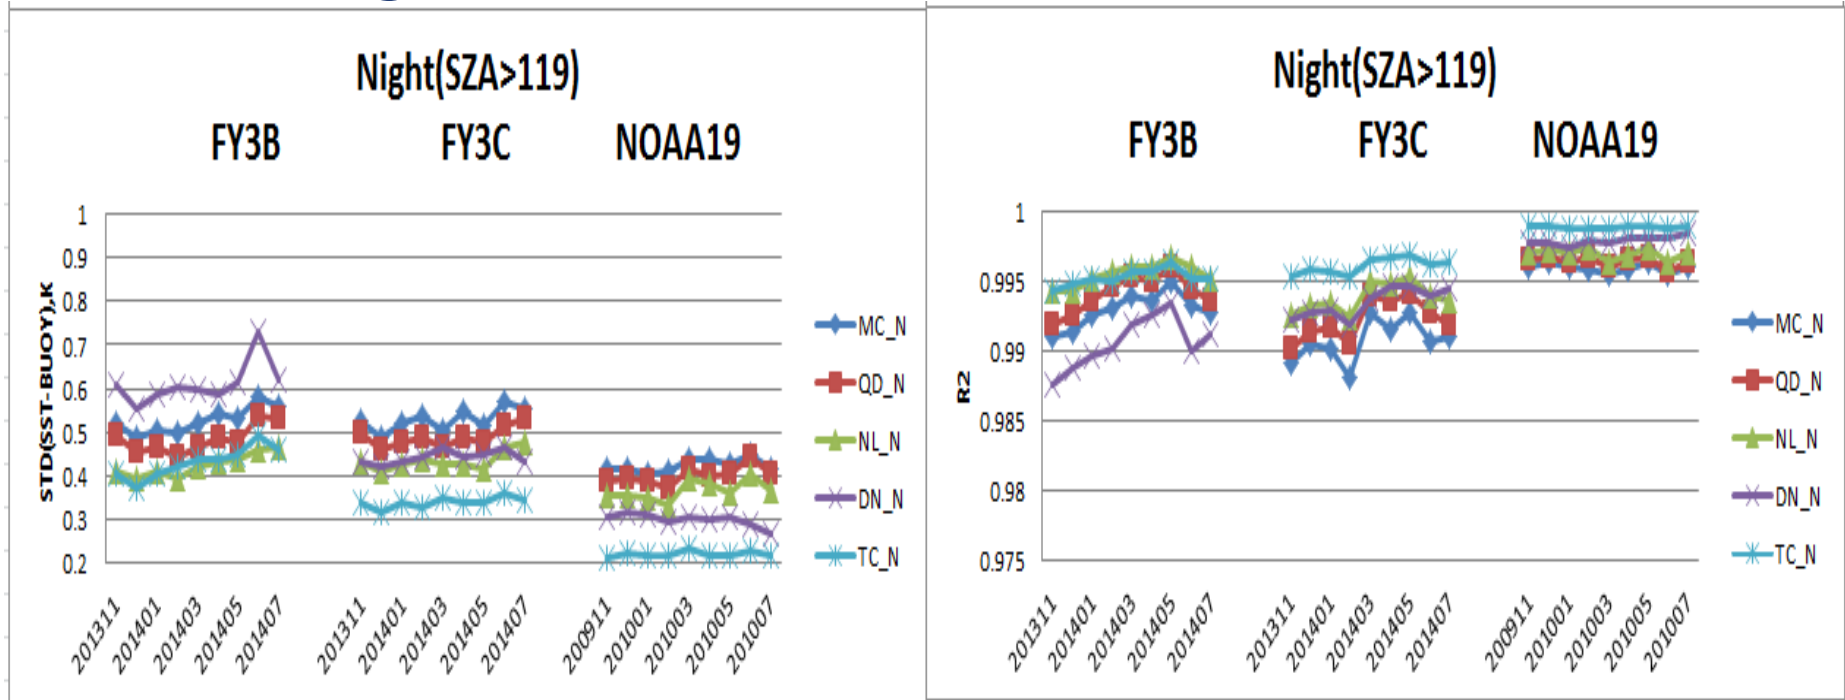 Night(SZA>119)
FY3B FY3C NOAA19
STD(SST-BUOY),K
1
0.9
0.8
0.7
0.6
0.5
0.4
0.3
0.2
201311 201401 201403 201405 201407 201311 201401 201403 201405 201407 200911 201001 201003 201005 201007
MC_N
QD_N
NL_N
DN_N
TC_N
Night(SZA>119)
FY3B FY3C NOAA19
R2
1
0.995
0.99
0.985
0.98
0.975
201311 201401 201403 201405 201407 201311 201401 201403 201405 201407 200911 201001 201003 201005 201007
MC_N
QD_N
NL_N
DN_N
TC_N